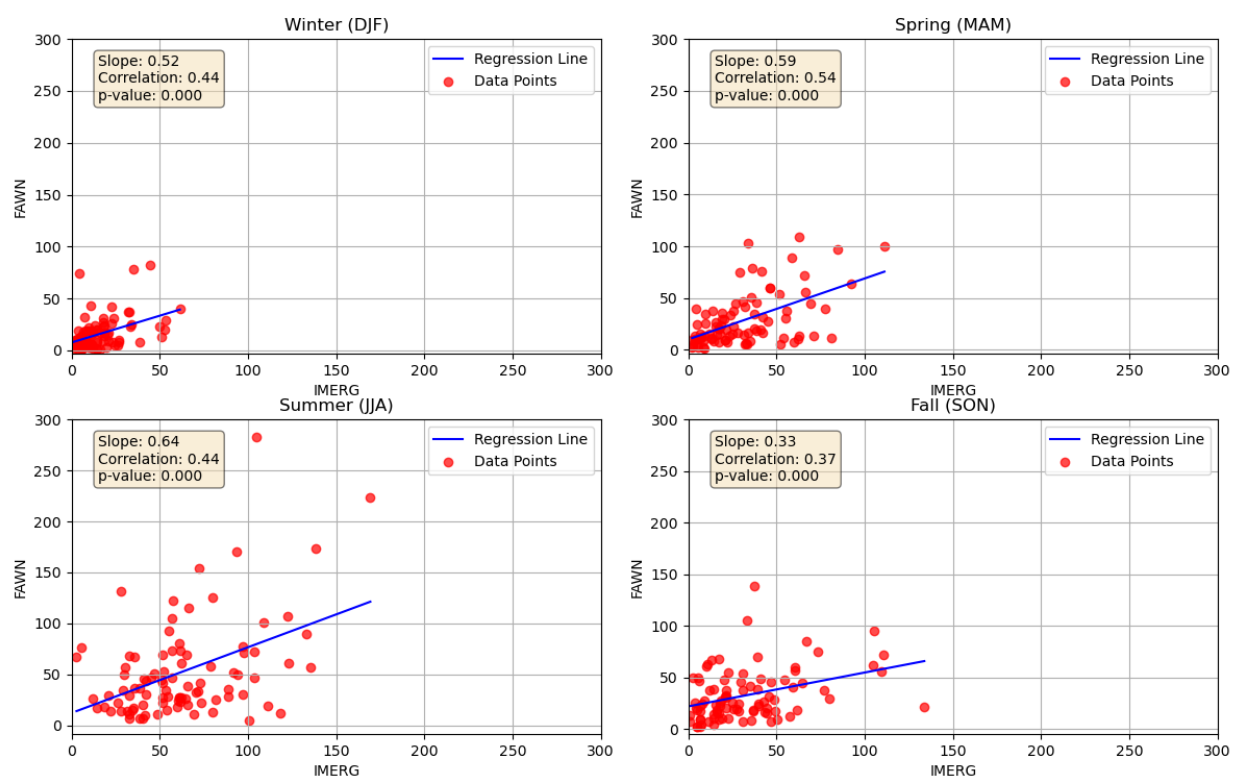 Winter (DJF)
300
250
200
150
100
50
0
FAWN
Slope: 0.52
Correlation: 0.44
p-value: 0.000
Regression Line
Data Points
0 50 100 150 200 250 300
IMERG
Spring (MAM)
300
250
200
150
100
50
0
FAWN
Slope: 0.59
Correlation: 0.54
p-value: 0.000
Regression Line
Data Points
0 50 100 150 200 250 300
IMERG
Summer (JJA)
300
250
200
150
100
50
0
FAWN
Slope: 0.64
Correlation: 0.44
p-value: 0.000
Regression Line
Data Points
0 50 100 150 200 250 300
IMERG
Fall (SON)
300
250
200
150
100
50
0
FAWN
Slope: 0.33
Correlation: 0.37
p-value: 0.000
Regression Line
Data Points
0 50 100 150 200 250 300
IMERG